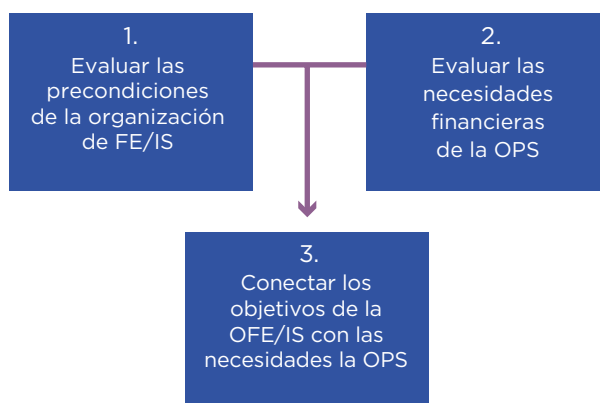 1.
Evaluar las
precondiciones
de la organización
de FE/IS
2.
Evaluar las
necesidades
financieras
de la OPS
3.
Conectar los
objetivos de la
OFE/IS con las
necesidades la OPS